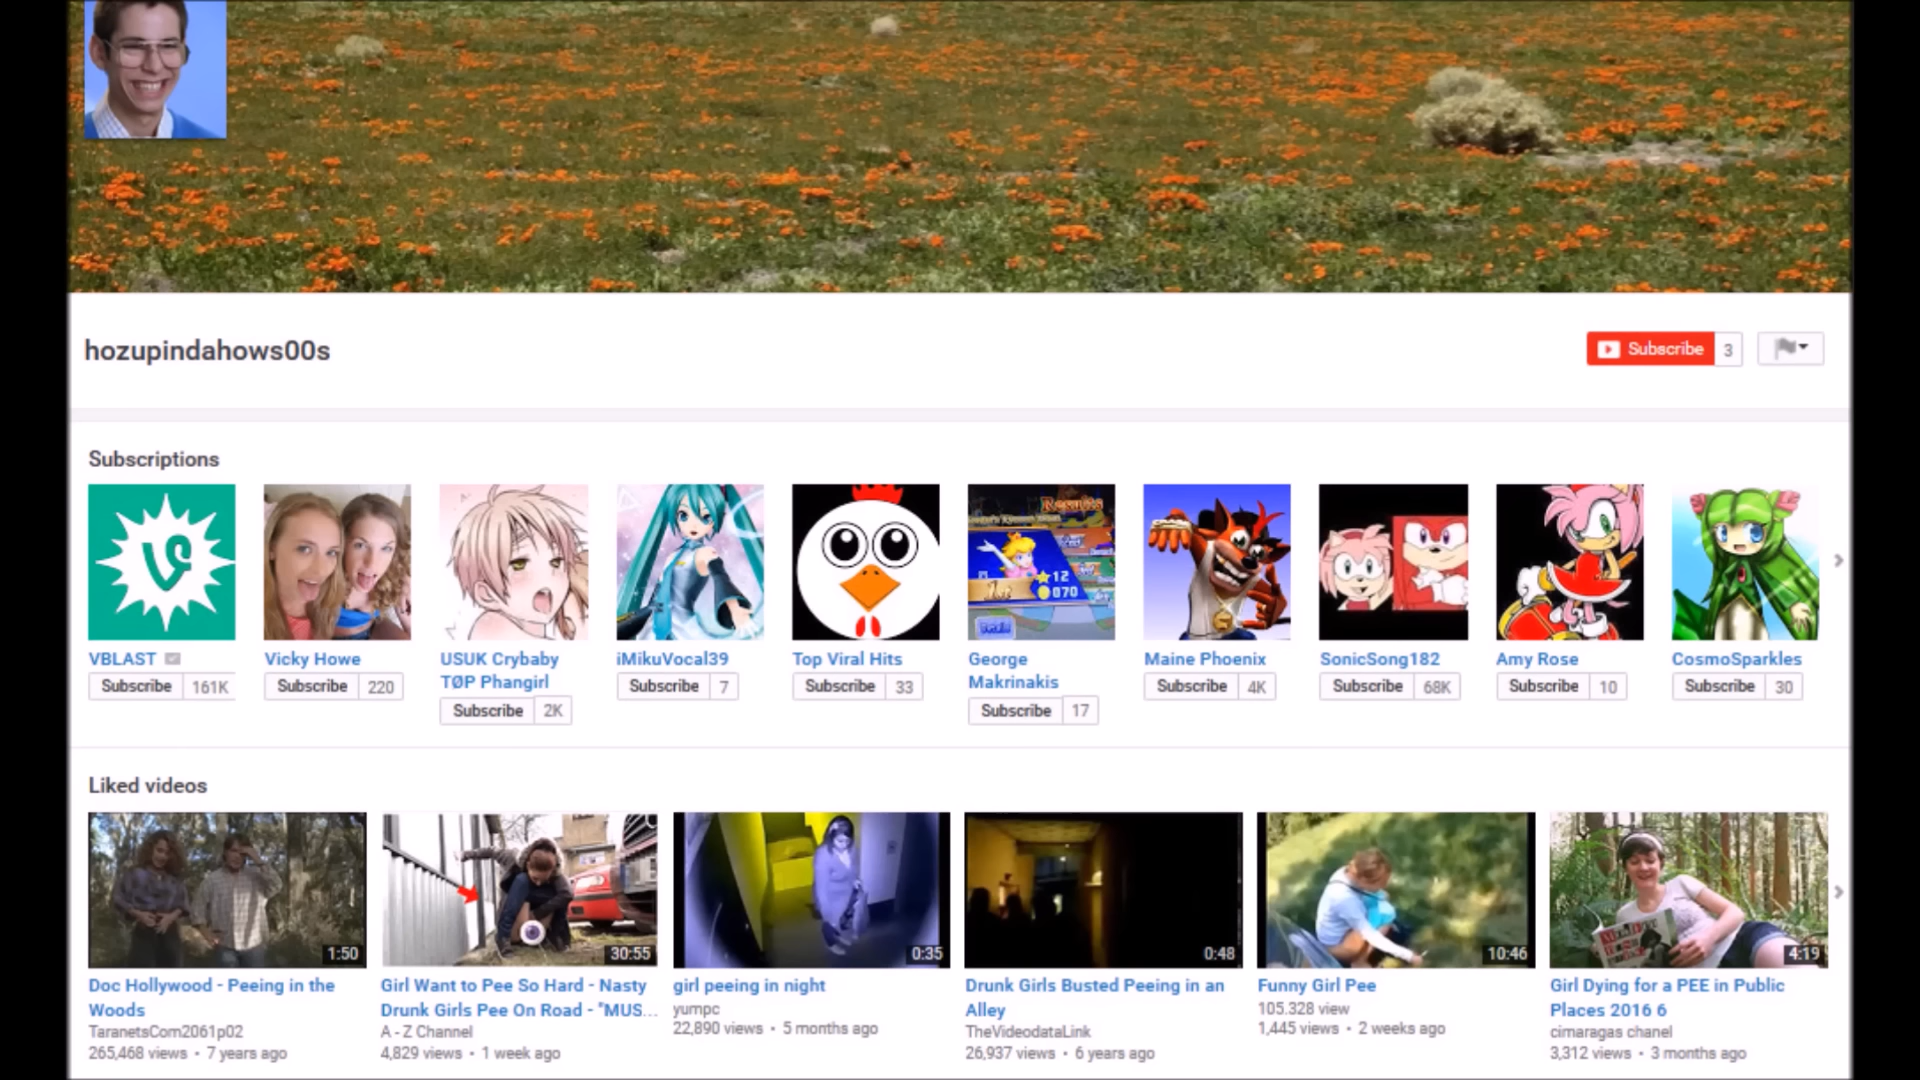 hozupindahows00s
Subscribe 3
Subscriptions
VBLAST
Subscribe 161K
Vicky Howe
Subscribe 220
USUK Crybaby
TØP Phangirl
Subscribe 2K
iMikuVocal39
Subscribe 7
Top Viral Hits
Subscribe 33
Results
12
070
George
Makrinakis
Subscribe 17
Maine Phoenix
Subscribe 4K
SonicSong182
Subscribe 68K
Amy Rose
Subscribe 10
CosmoSparkles
Subscribe 30
Liked videos
1:50
Doc Hollywood - Peeing in the
Woods
TaranetsCom2061p02
265,468 views • 7 years ago
30:55
Girl Want to Pee So Hard - Nasty
Drunk Girls Pee On Road - "MUS...
A - Z Channel
4,829 views • 1 week ago
0:35
girl peeing in night
yumpc
22,890 views • 5 months ago
0:48
Drunk Girls Busted Peeing in an
Alley
TheVideodataLink
26,937 views • 6 years ago
10:46
Funny Girl Pee
105.328 view
1,445 views • 2 weeks ago
4:19
Girl Dying for a PEE in Public
Places 2016 6
cimaragas chanel
3,312 views • 3 months ago